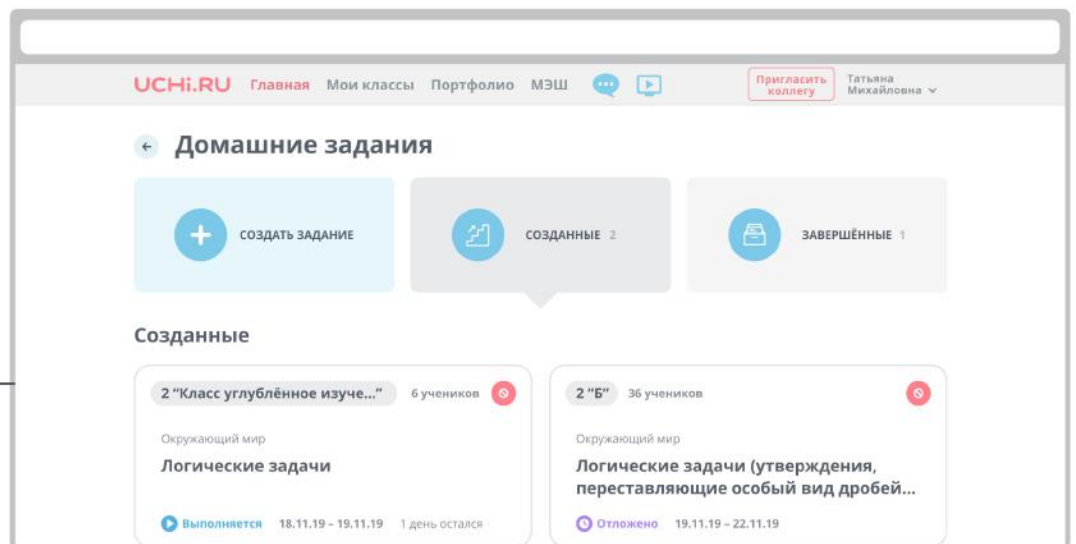 UCHi.RU Главная Мои классы Портфолио МЭШ Пригласить коллегу Татьяна Михайловна
Домашние задания
СОЗДАТЬ ЗАДАНИЕ СОЗДАННЫЕ 2 ЗАВЕРШЁННЫЕ 1
Созданные
2 "Класс углублённое изуче..." 6 учеников
Окружающий мир
Логические задачи
Выполняется 18.11.19 – 19.11.19 1 день остался
2 "Б" 36 учеников
Окружающий мир
Логические задачи (утверждения,
переставляющие особый вид дробей...
Отложено 19.11.19 – 22.11.19